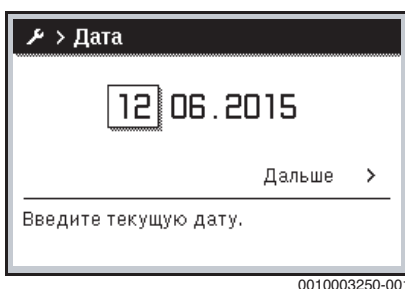 > Дата
12 06.2015
Дальше >
Введите текущую дату.
0010003250-001